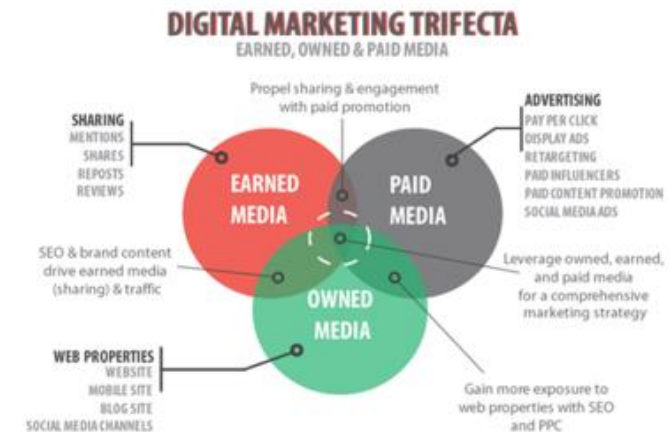 DIGITAL MARKETING TRIFECTA
EARNED, OWNED & PAID MEDIA
Propel sharing & engagement
with paid promotion
SHARING
MENTIONS
SHARES
REPOSTS
REVIEWS
ADVERTISING
PAY PER CLICK
DISPLAY ADS
RETARGETING
PAID INFLUENCERS
PAID CONTENT PROMOTION
SOCIAL MEDIA ADS
EARNED
MEDIA
PAID
MEDIA
SEO & brand content
drive earned media
(sharing) & traffic
Leverage owned, earned,
and paid media
for a comprehensive
marketing strategy
OWNED
MEDIA
WEB PROPERTIES
WEBSITE
MOBILE SITE
BLOG SITE
SOCIAL MEDIA CHANNELS
Gain more exposure to
web properties with SEO
and PPC